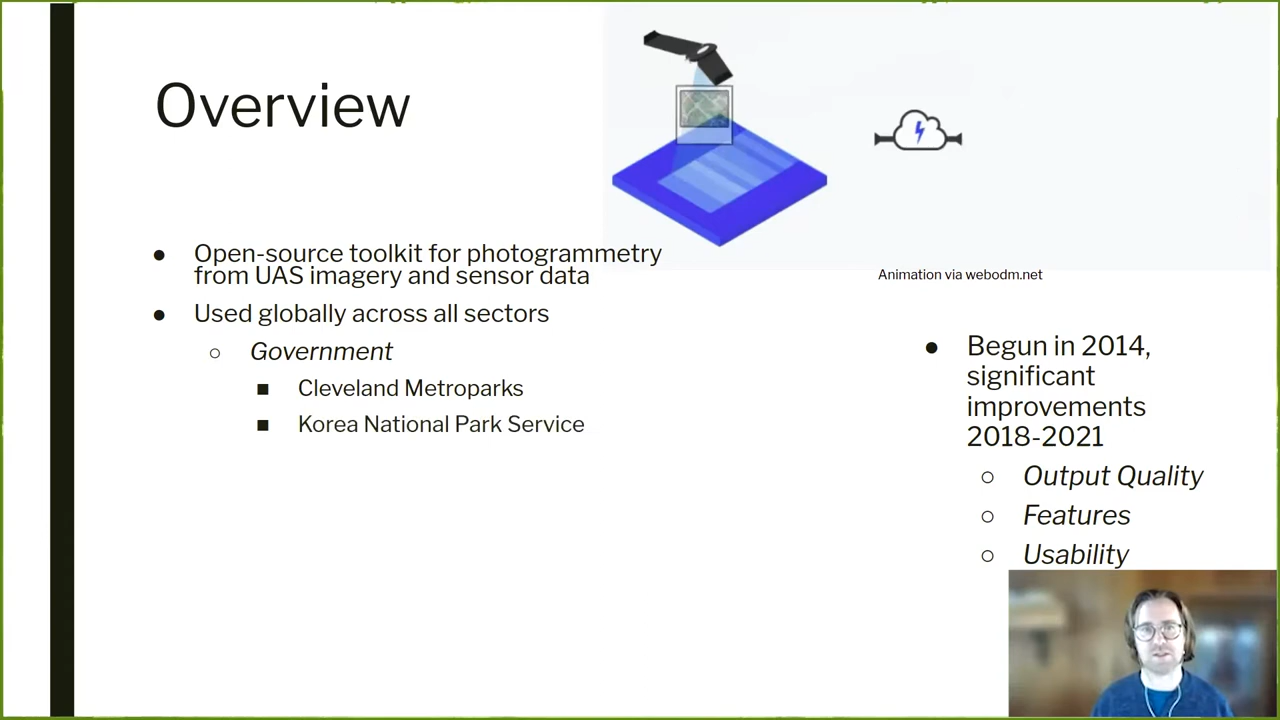 Overview
Open-source toolkit for photogrammetry
from UAS imagery and sensor data
Used globally across all sectors
Government
Cleveland Metroparks
Korea National Park Service
Animation via webodm.net
Begun in 2014,
significant
improvements
2018-2021
Output Quality
Features
Usability